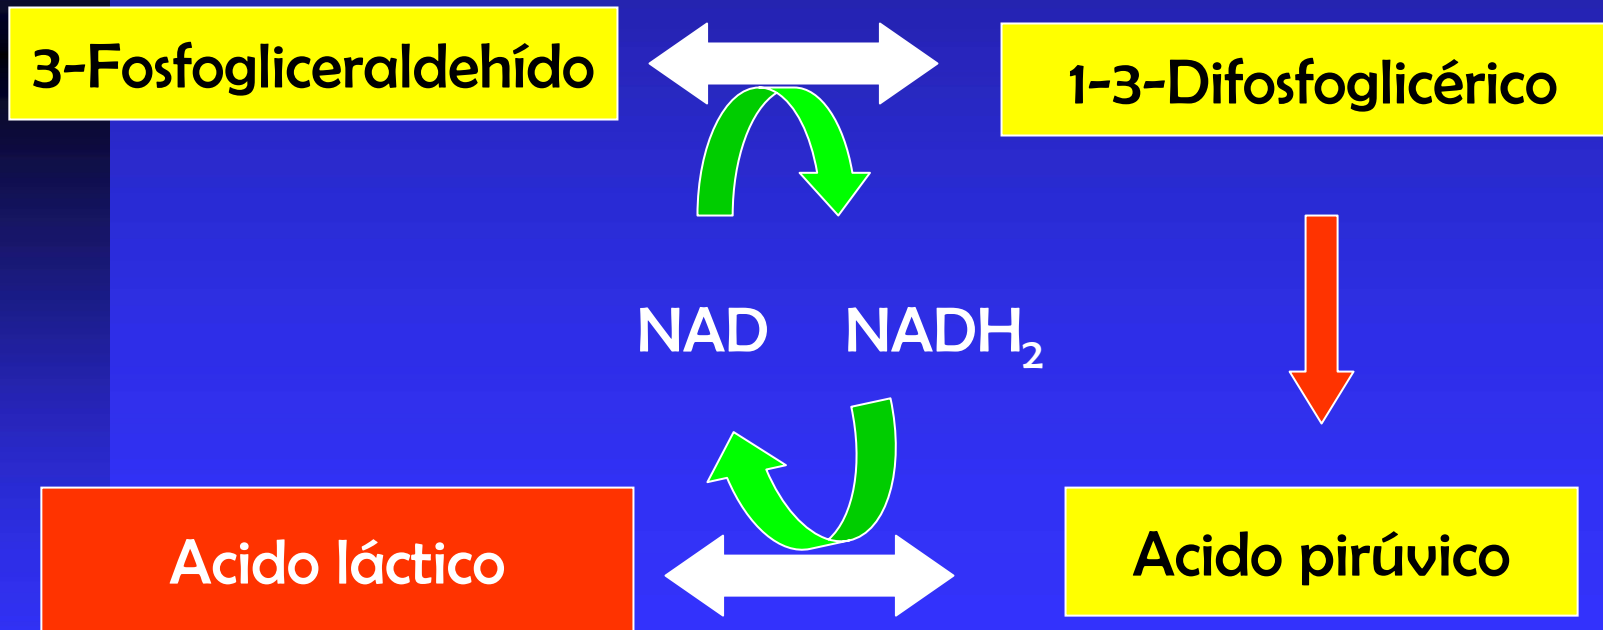 3-Fosfogliceraldehído
1-3-Difosfoglicérico
NAD NADH₂
Acido láctico
Acido pirúvico